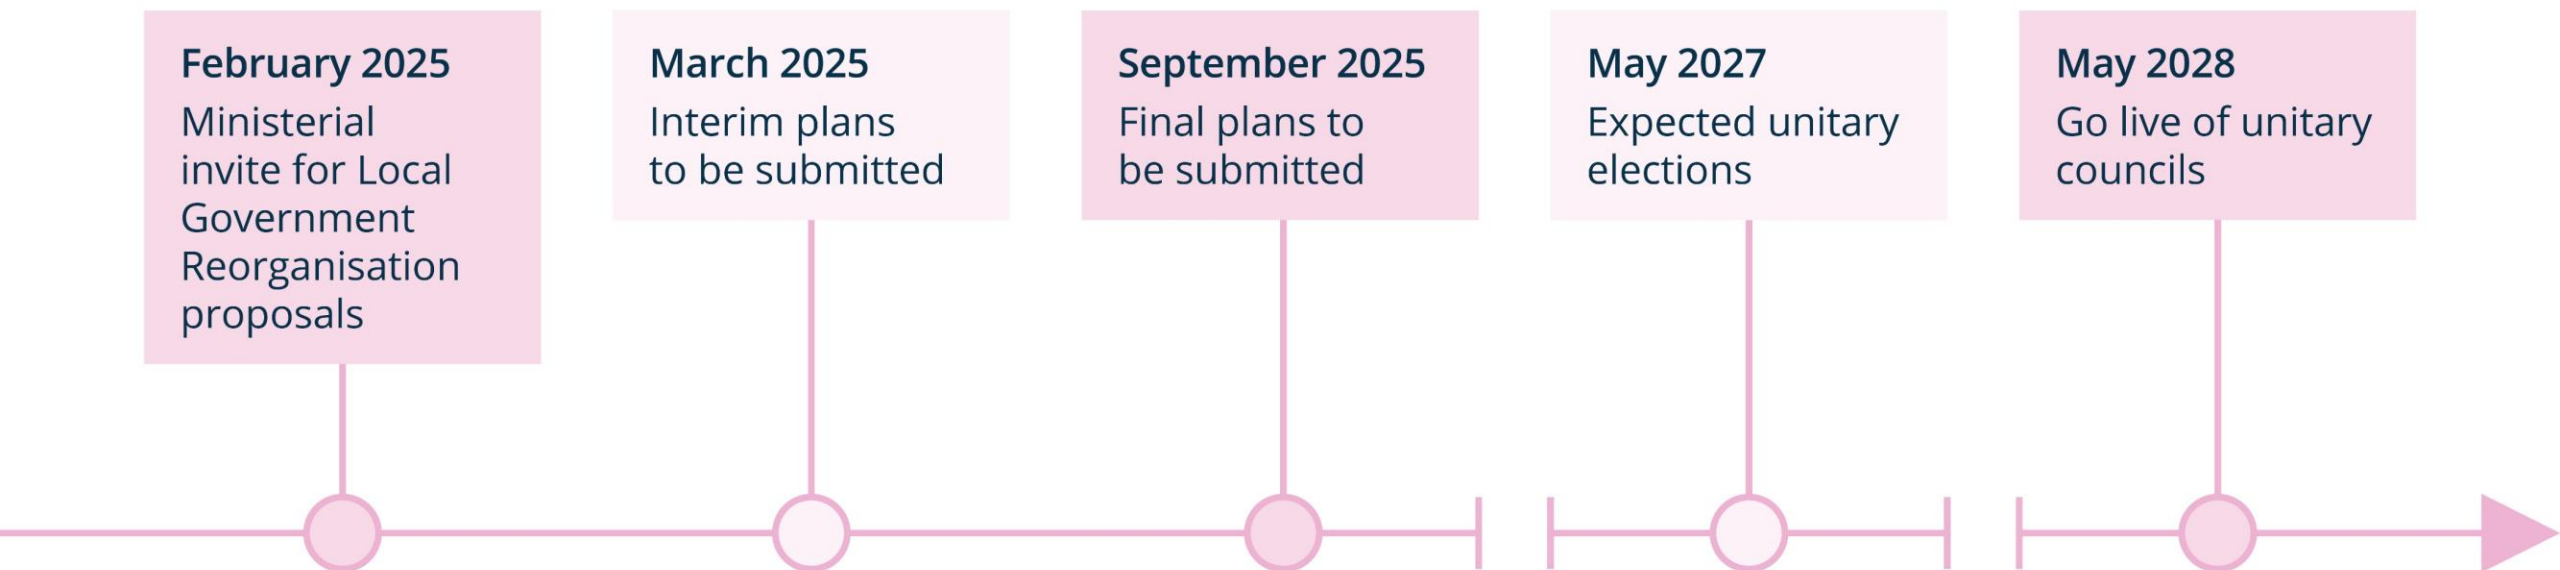 February 2025
Ministerial
invite for Local
Government
Reorganisation
proposals
March 2025
Interim plans
to be submitted
September 2025
Final plans to
be submitted
May 2027
Expected unitary
elections
May 2028
Go live of unitary
councils